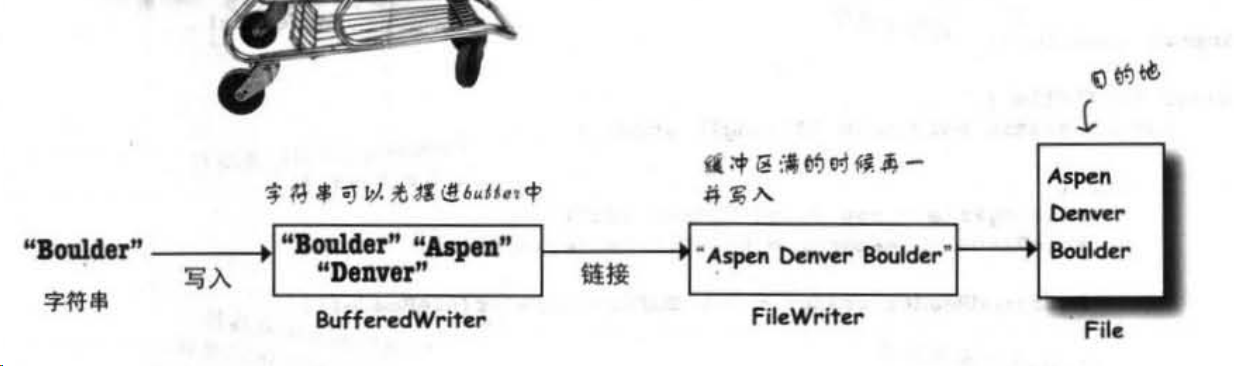 目的地
缓冲区满的时候再一
并写入
字符串可以先摆进buffer中
Aspen
Denver
Boulder
“Boulder”
写入
“Boulder” “Aspen”
“Denver”
链接
“Aspen Denver Boulder”
字符串
BufferedWriter
FileWriter
File